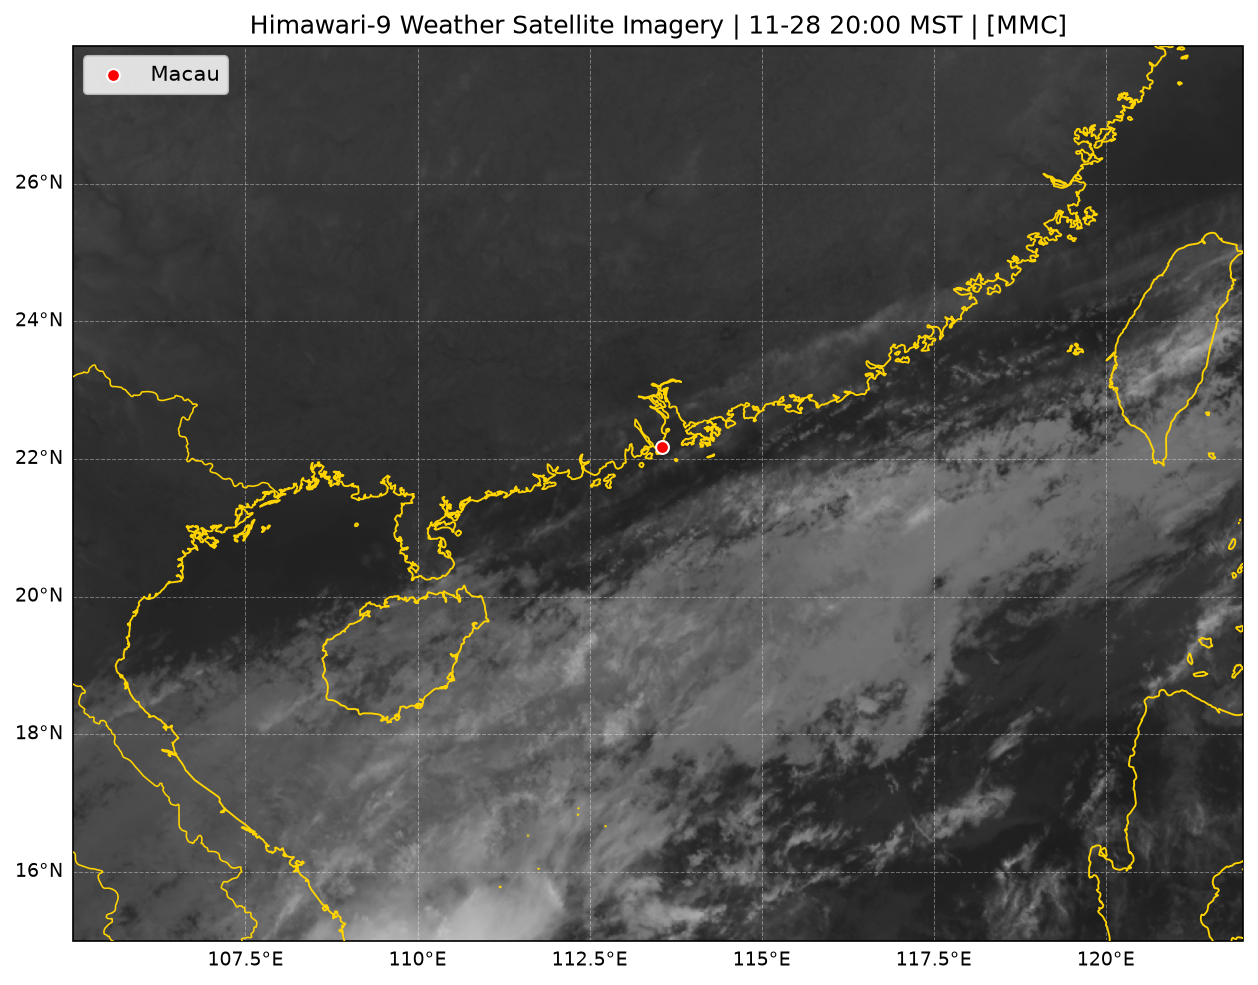 Himawari-9 Weather Satellite Imagery | 11-28 20:00 MST | [MMC]
Macau
26°N
24°N
22°N
20°N
18°N
16°N
107.5°E 110°E 112.5°E 115°E 117.5°E 120°E